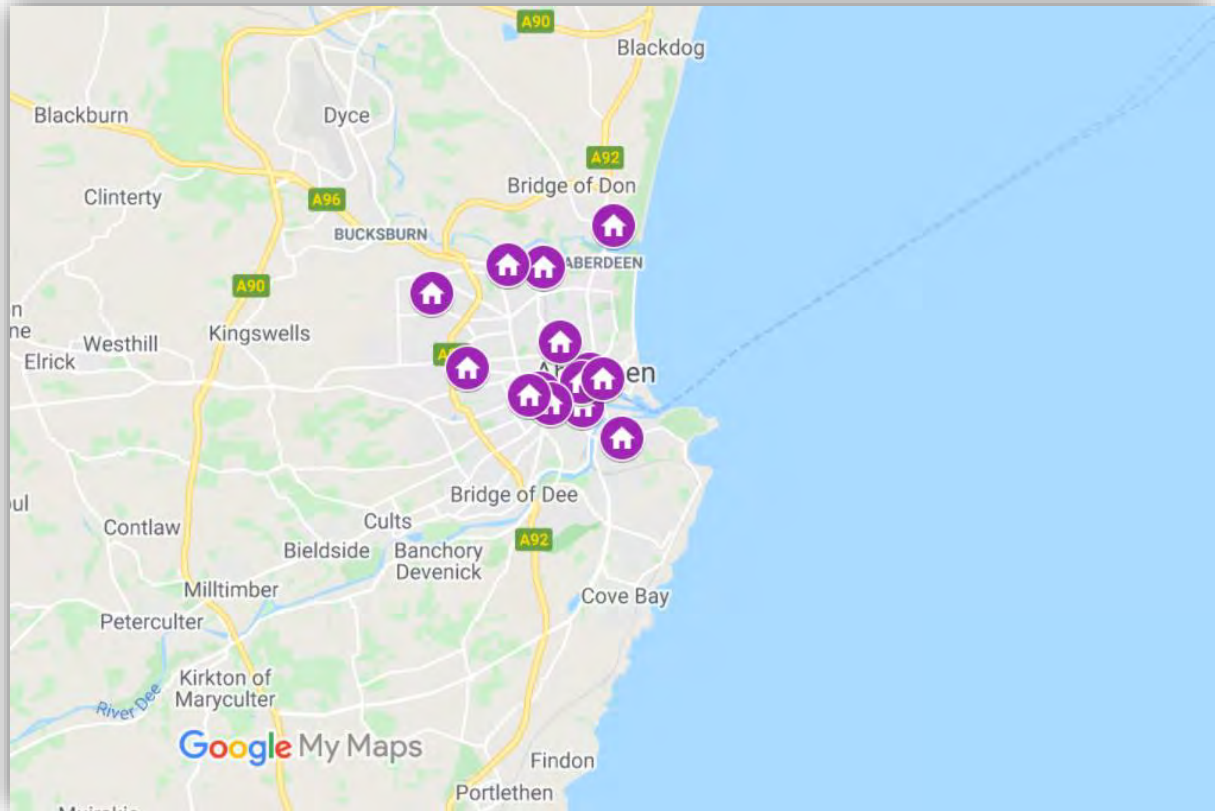 A90
Blackdog
Blackburn
Dyce
A92
Bridge of Don
Clinterty
A96
BUCKSBURN
ABERDEEN
A90
Kingswells
Westhill
Elrick
Bridge of Dee
Contlaw
Cults
A92
Bieldside
Banchory
Devenick
Milltimber
Cove Bay
Peterculter
Kirkton of
Maryculter
River Dee
Google My Maps
Findon
Portlethen